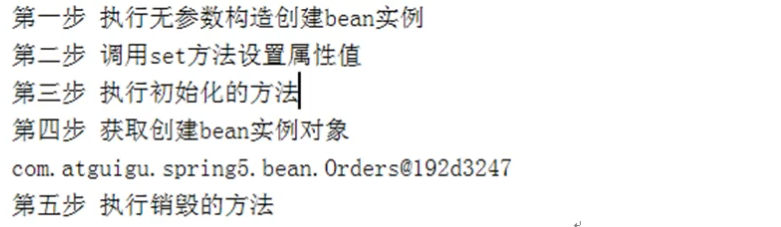 第一步 执行无参数构造创建bean实例
第二步 调用set方法设置属性值
第三步 执行初始化的方法
第四步 获取创建bean实例对象
com.atguigu.spring5.bean.Orders@192d3247
第五步 执行销毁的方法